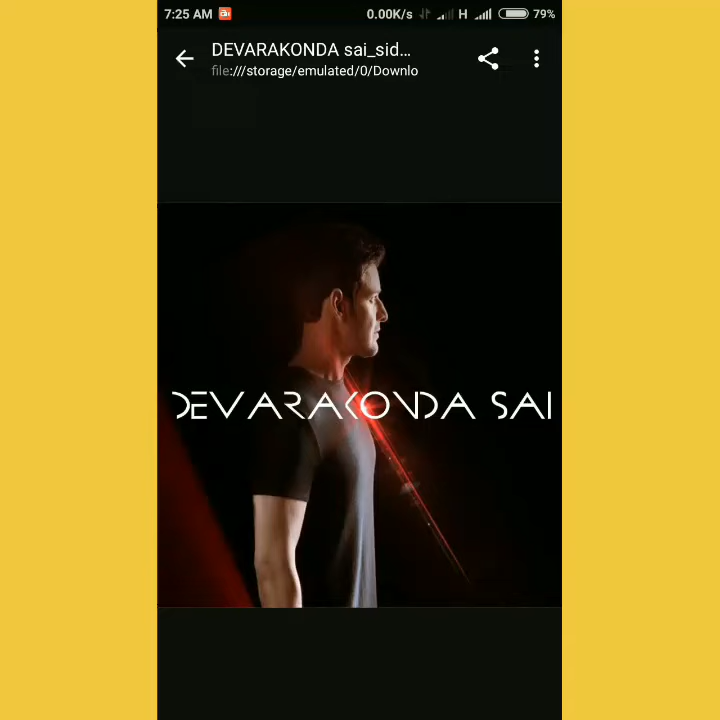 7:25 AM 0.00K/s H 79%
DEVARAKONDA sai_sid...
file:///storage/emulated/0/Downlo
DEVARAKONDA SAI